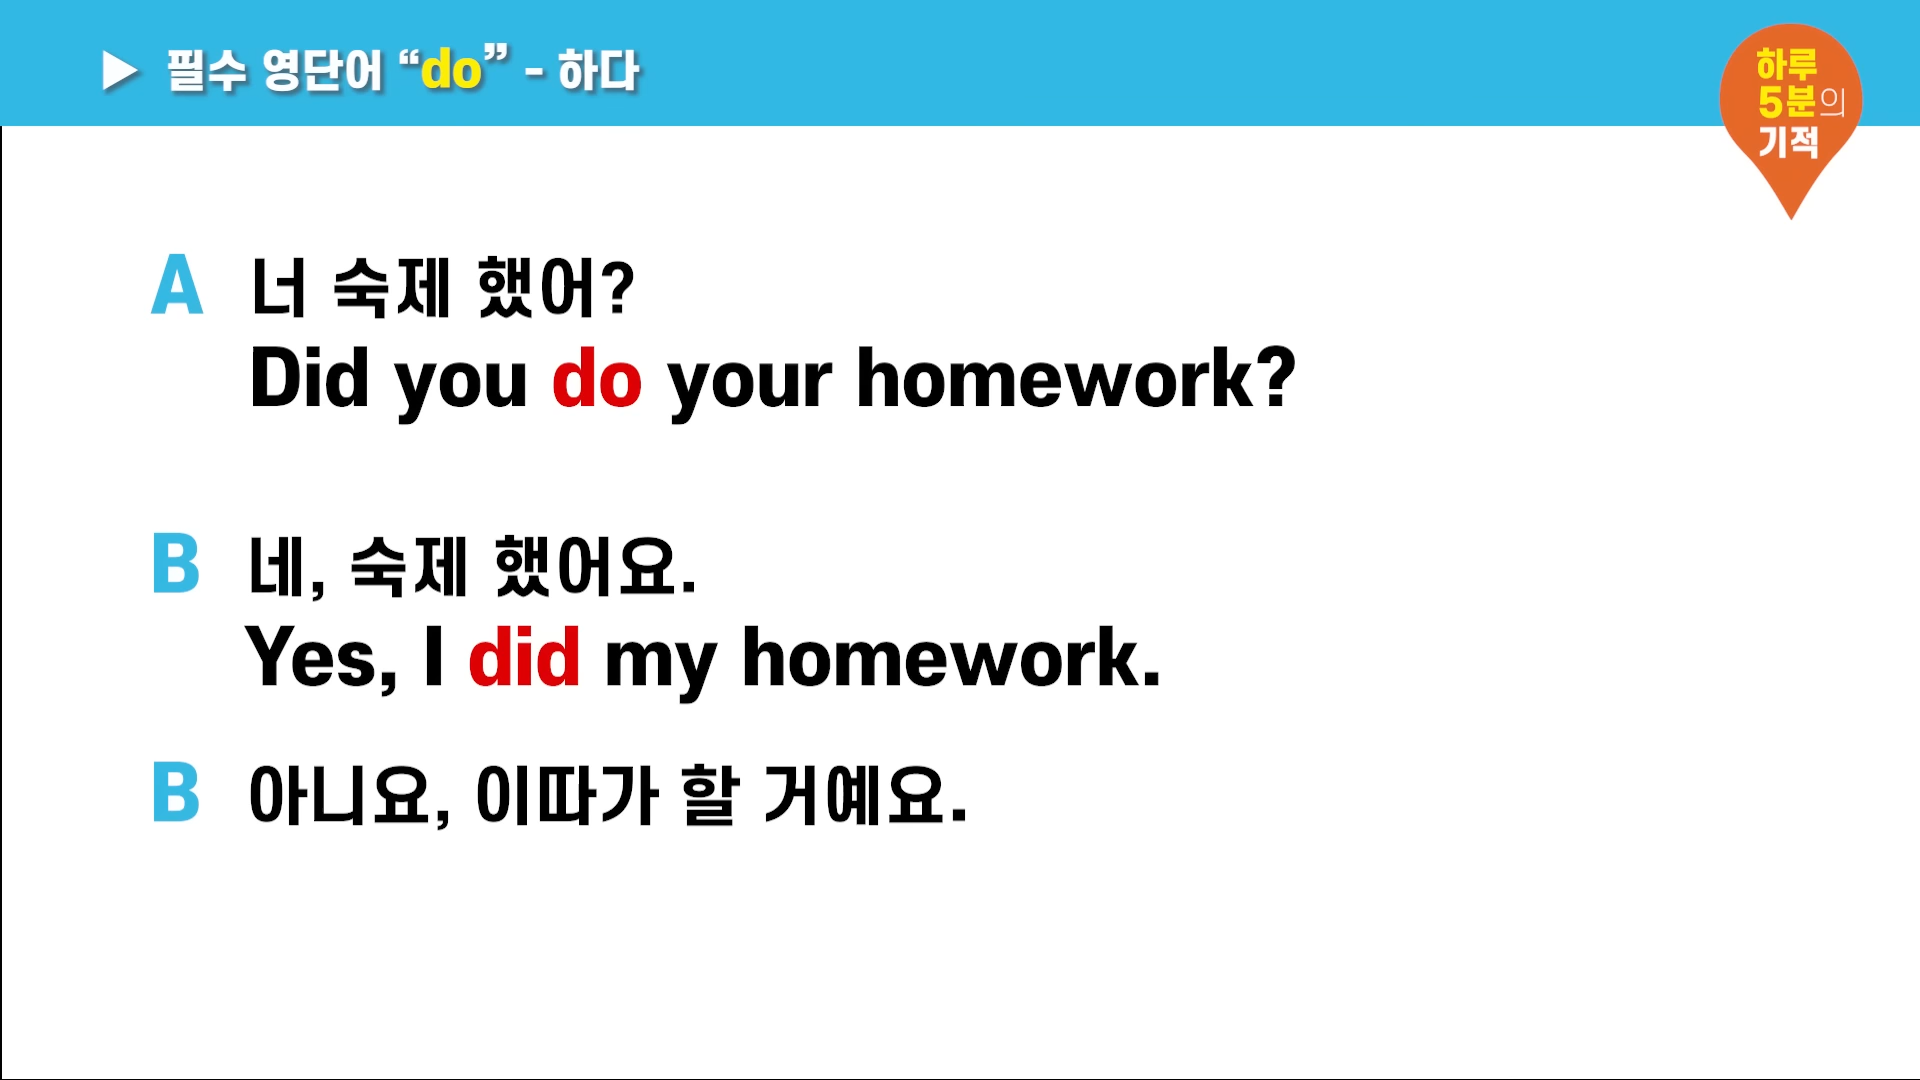 ▶ 필수 영단어 “do” - 하다
하루
5분의
기적
A 너 숙제 했어?
Did you do your homework?
B 네, 숙제 했어요.
Yes, I did my homework.
B 아니요, 이따가 할 거예요.